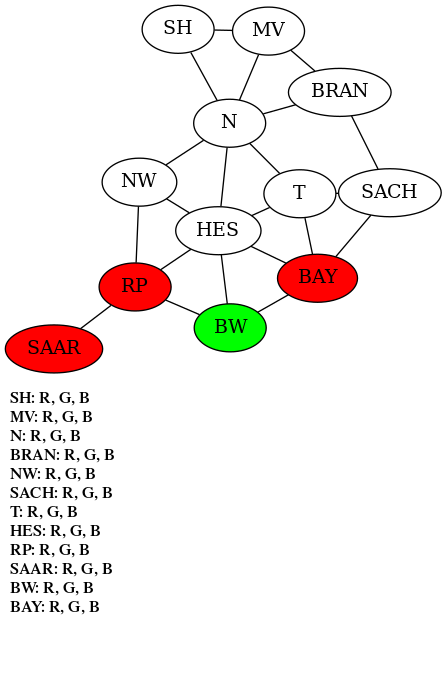 SH
MV
BRAN
N
NW
T
SACH
HES
RP
BAY
BW
SAAR
SH: R, G, B
MV: R, G, B
N: R, G, B
BRAN: R, G, B
NW: R, G, B
SACH: R, G, B
T: R, G, B
HES: R, G, B
RP: R, G, B
SAAR: R, G, B
BW: R, G, B
BAY: R, G, B